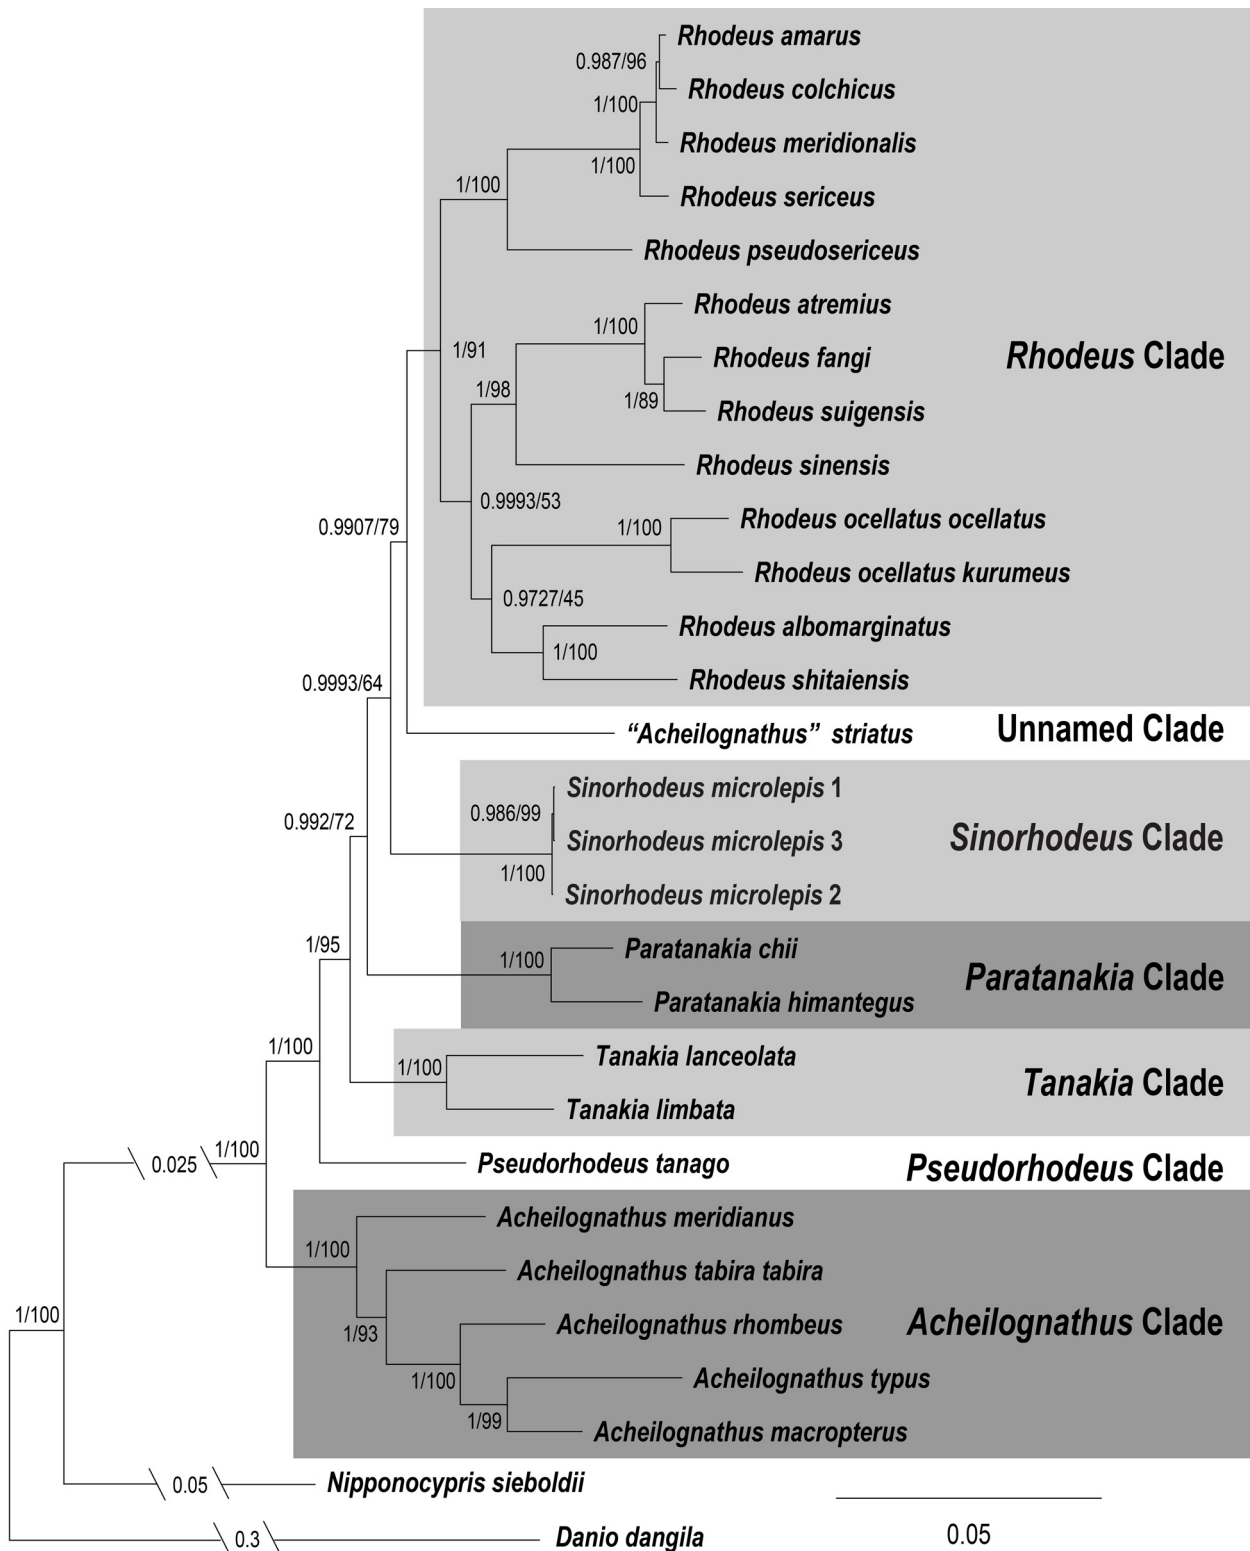 Rhodeus amarus
0.987/96
Rhodeus colchicus
1/100
Rhodeus meridionalis
1/100
1/100
Rhodeus sericeus
Rhodeus pseudosericeus
Rhodeus atremius
1/100
1/91
Rhodeus fangi
Rhodeus Clade
1/98
1/89
Rhodeus suigensis
Rhodeus sinensis
0.9993/53
0.9907/79
1/100
Rhodeus ocellatus ocellatus
Rhodeus ocellatus kurumeus
0.9727/45
Rhodeus albomarginatus
1/100
0.9993/64
Rhodeus shitaiensis
“Acheilognathus” striatus
Unnamed Clade
Sinorhodeus microlepis 1
0.986/99
0.992/72
Sinorhodeus microlepis 3
Sinorhodeus Clade
1/100
Sinorhodeus microlepis 2
1/95
1/100
Paratanakia chii
Paratanakia Clade
Paratanakia himantegus
1/100
1/100
Tanakia lanceolata
Tanakia Clade
Tanakia limbata
1/100
0.025
Pseudorhodeus tanago
Pseudorhodeus Clade
Acheilognathus meridianus
1/100
Acheilognathus tabira tabira
1/100
1/93
Acheilognathus rhombeus
Acheilognathus Clade
1/100
Acheilognathus typus
1/99
Acheilognathus macropterus
0.05
Nipponocypris sieboldii
0.3
Danio dangila
0.05